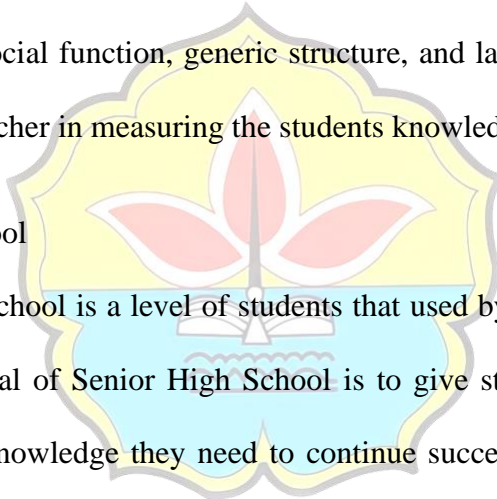 ocial function, generic structure, and la
cher in measuring the students knowled
ool
chool is a level of students that used by
al of Senior High School is to give st
nowledge they need to continue succe